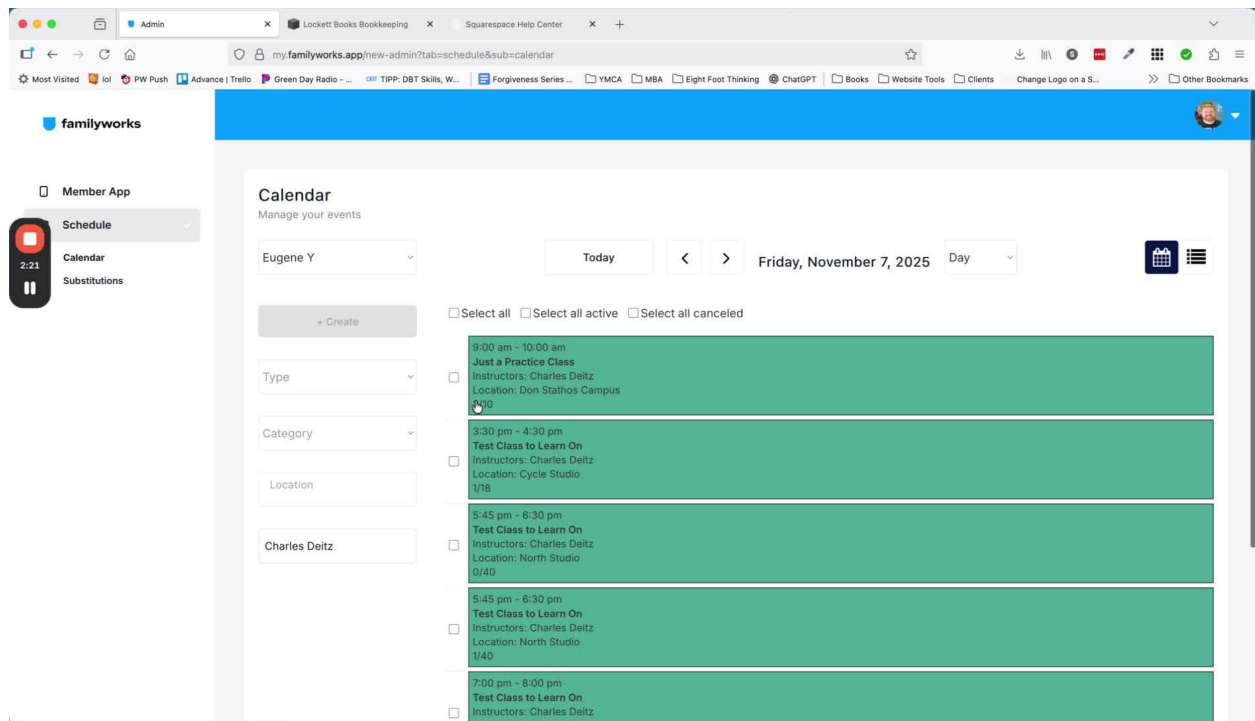 Admin
Lockett Books Bookkeeping
Squarespace Help Center
my.familyworks.app/new-admin?tab=schedule&sub=calendar
Most Visited
lol
PW Push
Advance | Trello
Green Day Radio - ...
DBT TIPP: DBT Skills, W...
Forgiveness Series ...
YMCA
MBA
Eight Foot Thinking
ChatGPT
Books
Website Tools
Clients
Change Logo on a S...
Other Bookmarks
familyworks
Member App
Schedule
Calendar
Substitutions
2:21
Calendar
Manage your events
Eugene Y
Today
Friday, November 7, 2025
Day
+ Create
Type
Category
Location
Charles Deitz
Select all
Select all active
Select all canceled
9:00 am - 10:00 am
Just a Practice Class
Instructors: Charles Deitz
Location: Don Stathos Campus
3:30 pm - 4:30 pm
Test Class to Learn On
Instructors: Charles Deitz
Location: Cycle Studio
1/18
5:45 pm - 6:30 pm
Test Class to Learn On
Instructors: Charles Deitz
Location: North Studio
0/40
5:45 pm - 6:30 pm
Test Class to Learn On
Instructors: Charles Deitz
Location: North Studio
1/40
7:00 pm - 8:00 pm
Test Class to Learn On
Instructors: Charles Deitz